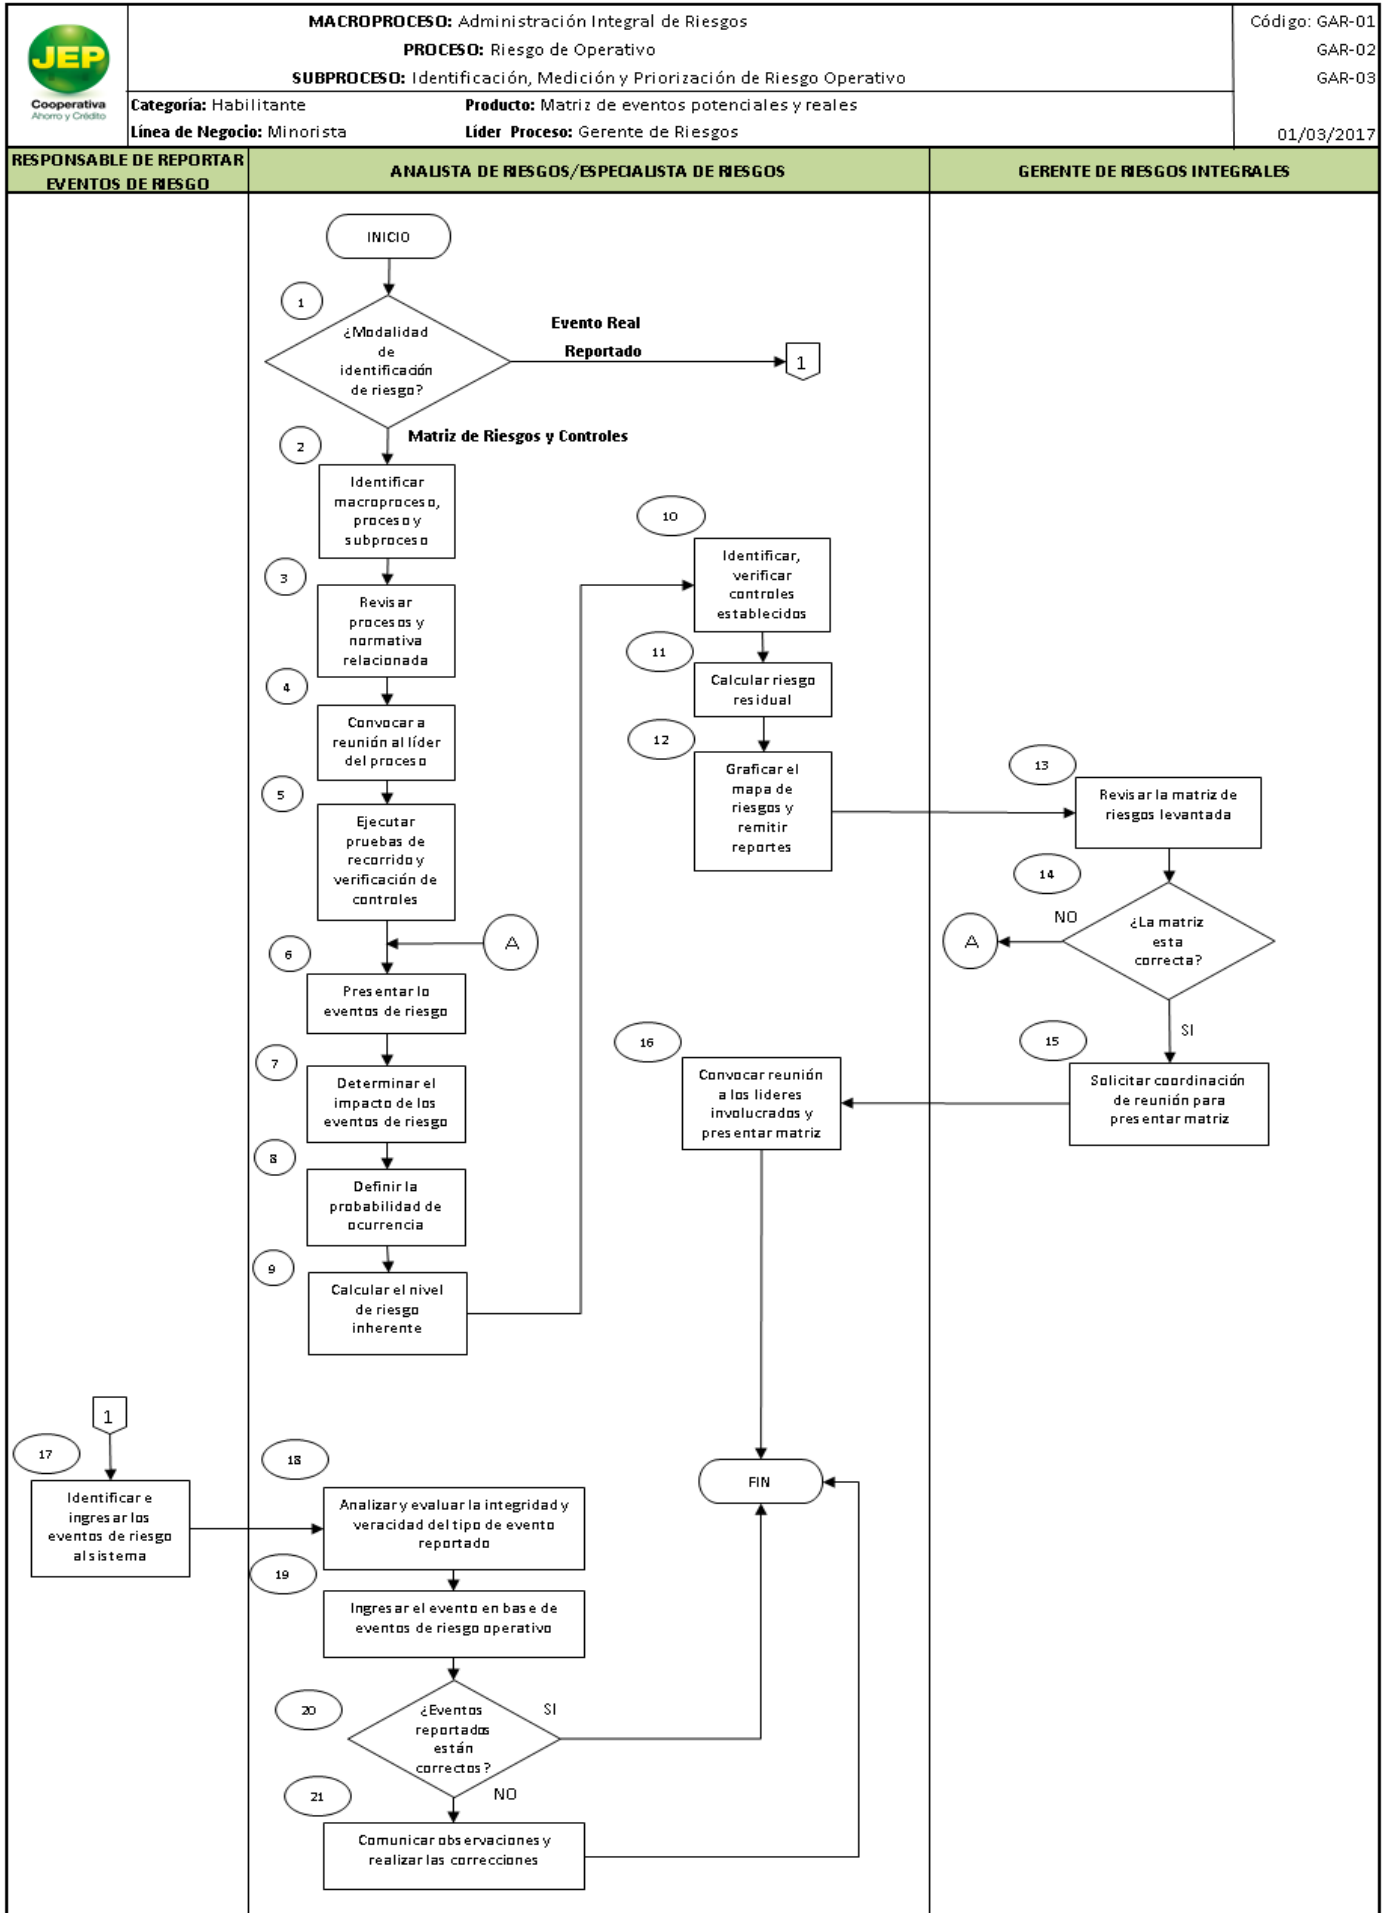 MACROPROCESO: Administración Integral de Riesgos
Código: GAR-01
PROCESO: Riesgo de Operativo
GAR-02
SUBPROCESO: Identificación, Medición y Priorización de Riesgo Operativo
GAR-03
JEP
Cooperativa
Ahorro y Crédito
Categoría: Habilitante
Producto: Matriz de eventos potenciales y reales
Línea de Negocio: Minorista
Líder Proceso: Gerente de Riesgos
01/03/2017
RESPONSABLE DE REPORTAR
EVENTOS DE RIESGO
ANALISTA DE RIESGOS/ESPECIALISTA DE RIESGOS
GERENTE DE RIESGOS INTEGRALES
INICIO
1
¿Modalidad
de
identificación
de riesgo?
Evento Real
Reportado
1
Matriz de Riesgos y Controles
2
Identificar
macroproceso,
proceso y
subproceso
3
Revisar
procesos y
normativa
relacionada
4
Convocar a
reunión al líder
del proceso
5
Ejecutar
pruebas de
recorrido y
verificación de
controles
A
6
Presentar lo
eventos de riesgo
7
Determinar el
impacto de los
eventos de riesgo
8
Definir la
probabilidad de
ocurrencia
9
Calcular el nivel
de riesgo
inherente
10
Identificar,
verificar
controles
establecidos
11
Calcular riesgo
residual
12
Graficar el
mapa de
riesgos y
remitir
reportes
13
Revisar la matriz de
riesgos levantada
14
¿La matriz
esta
correcta?
NO
A
SI
15
Solicitar coordinación
de reunión para
presentar matriz
16
Convocar reunión
a los lideres
involucrados y
presentar matriz
1
17
Identificar e
ingresar los
eventos de riesgo
al sistema
18
Analizar y evaluar la integridad y
veracidad del tipo de evento
reportado
19
Ingresar el evento en base de
eventos de riesgo operativo
20
¿Eventos
reportados
están
correctos?
SI
NO
21
Comunicar observaciones y
realizar las correcciones
FIN